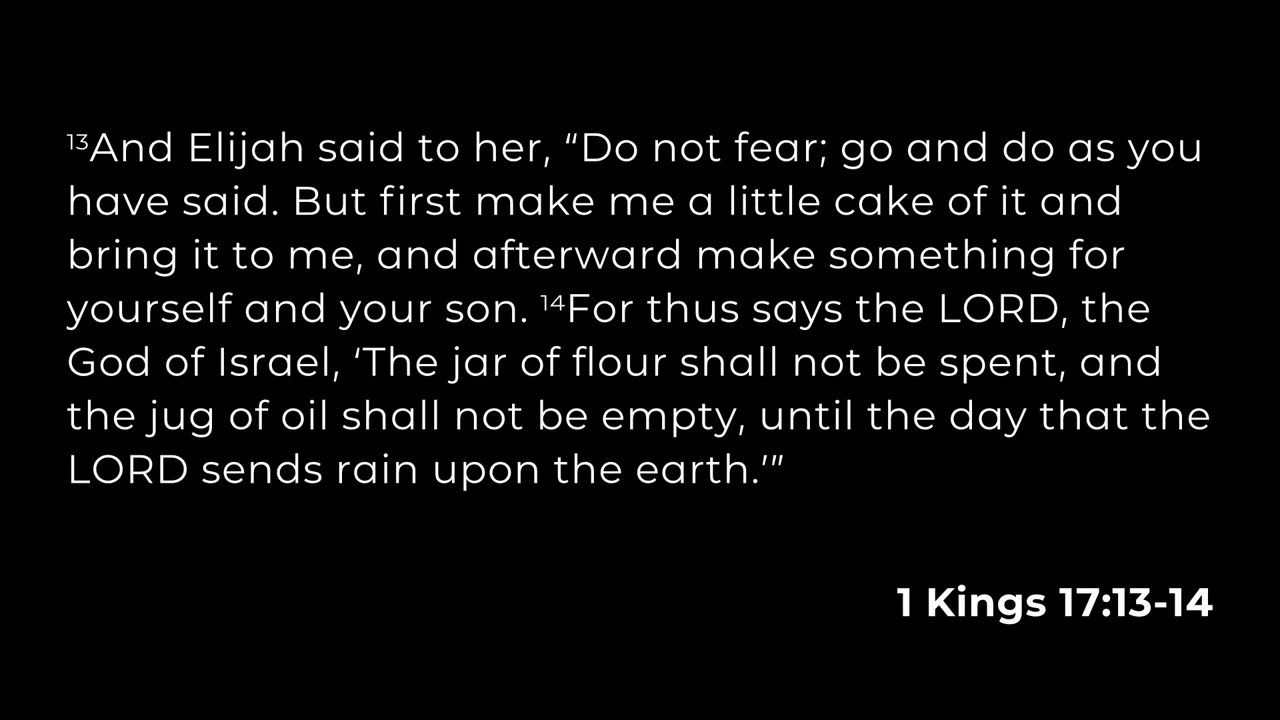 ¹³And Elijah said to her, “Do not fear; go and do as you
have said. But first make me a little cake of it and
bring it to me, and afterward make something for
yourself and your son. ¹⁴For thus says the LORD, the
God of Israel, ‘The jar of flour shall not be spent, and
the jug of oil shall not be empty, until the day that the
LORD sends rain upon the earth.’”
1 Kings 17:13-14